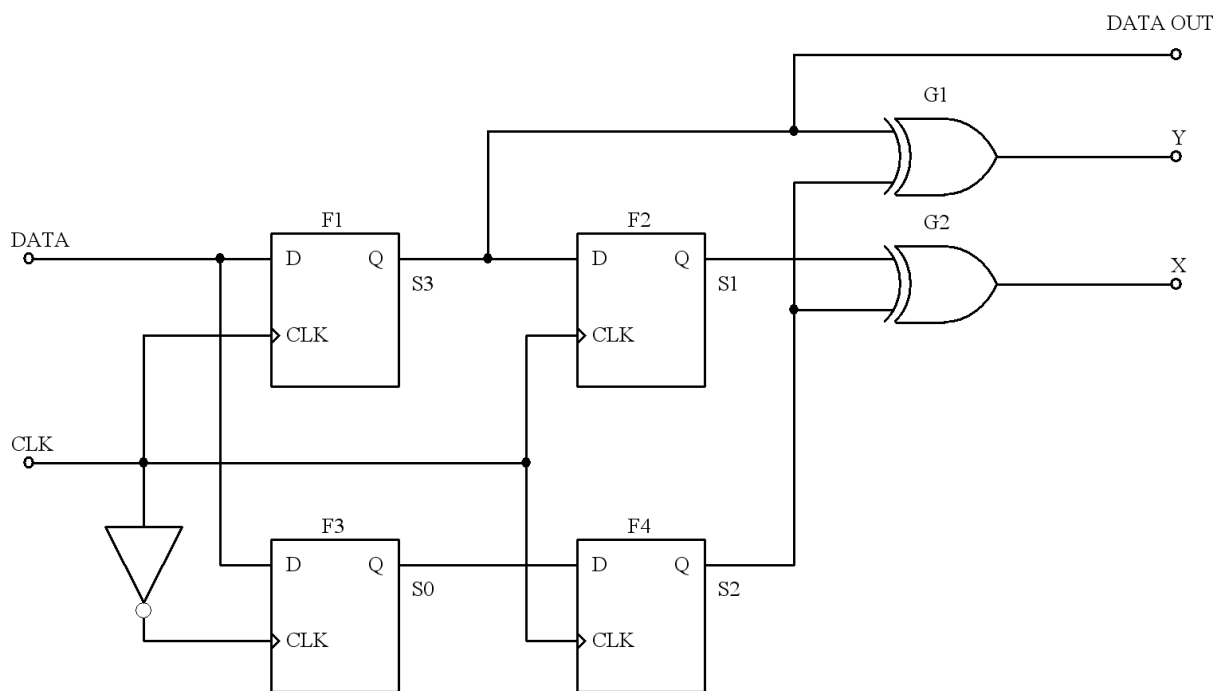 DATA OUT
G1
Y
F1
F2
G2
DATA
D
Q
D
Q
X
S3
S1
CLK
CLK
CLK
F3
F4
D
Q
D
Q
S0
S2
CLK
CLK